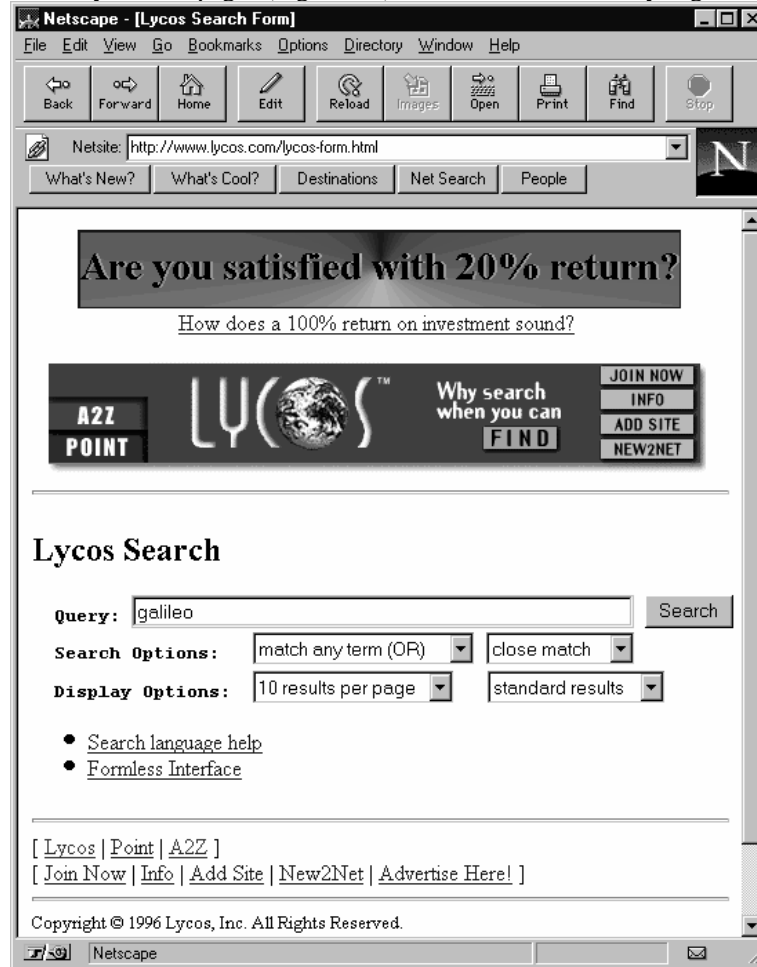 Netscape - [Lycos Search Form]
File Edit View Go Bookmarks Options Directory Window Help
Back Forward Home Edit Reload Images Open Print Find Stop
Netsite: http://www.lycos.com/lycos-form.html
N
What's New? What's Cool? Destinations Net Search People
Are you satisfied with 20% return?
How does a 100% return on investment sound?
A2Z
POINT
LYCOS™
Why search
when you can
FIND
JOIN NOW
INFO
ADD SITE
NEW2NET
Lycos Search
Query: galileo Search
Search Options: match any term (OR) close match
Display Options: 10 results per page standard results
Search language help
Formless Interface
[ Lycos | Point | A2Z ]
[ Join Now | Info | Add Site | New2Net | Advertise Here! ]
Copyright © 1996 Lycos, Inc. All Rights Reserved.
Netscape